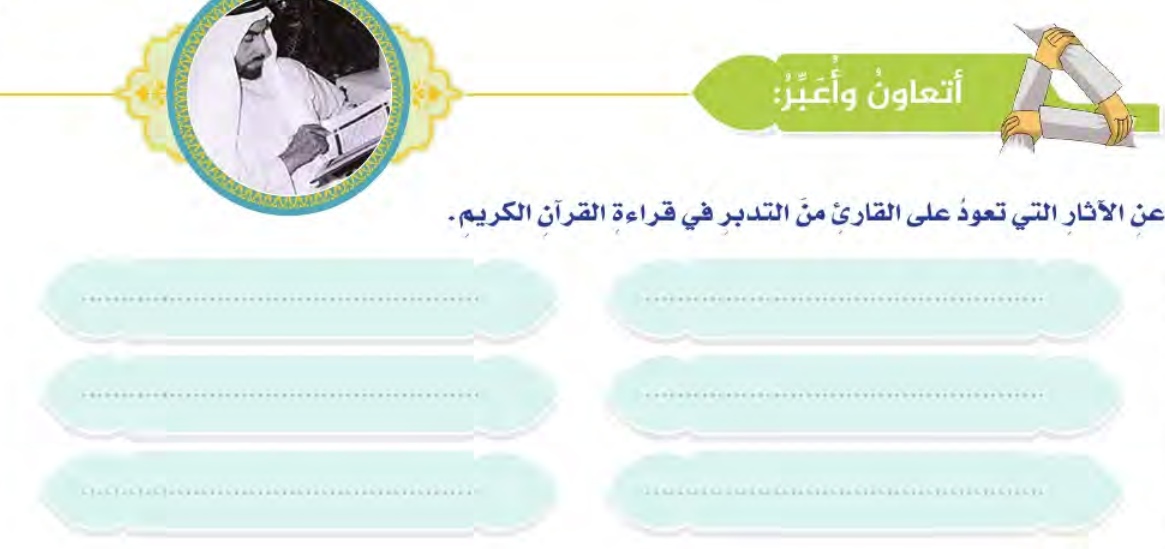 أتعاونُ وأُعَبِّرُ:
عنِ الآثارِ التي تعودُ على القارئِ منَ التدبرِ في قراءةِ القرآنِ الكريمِ.